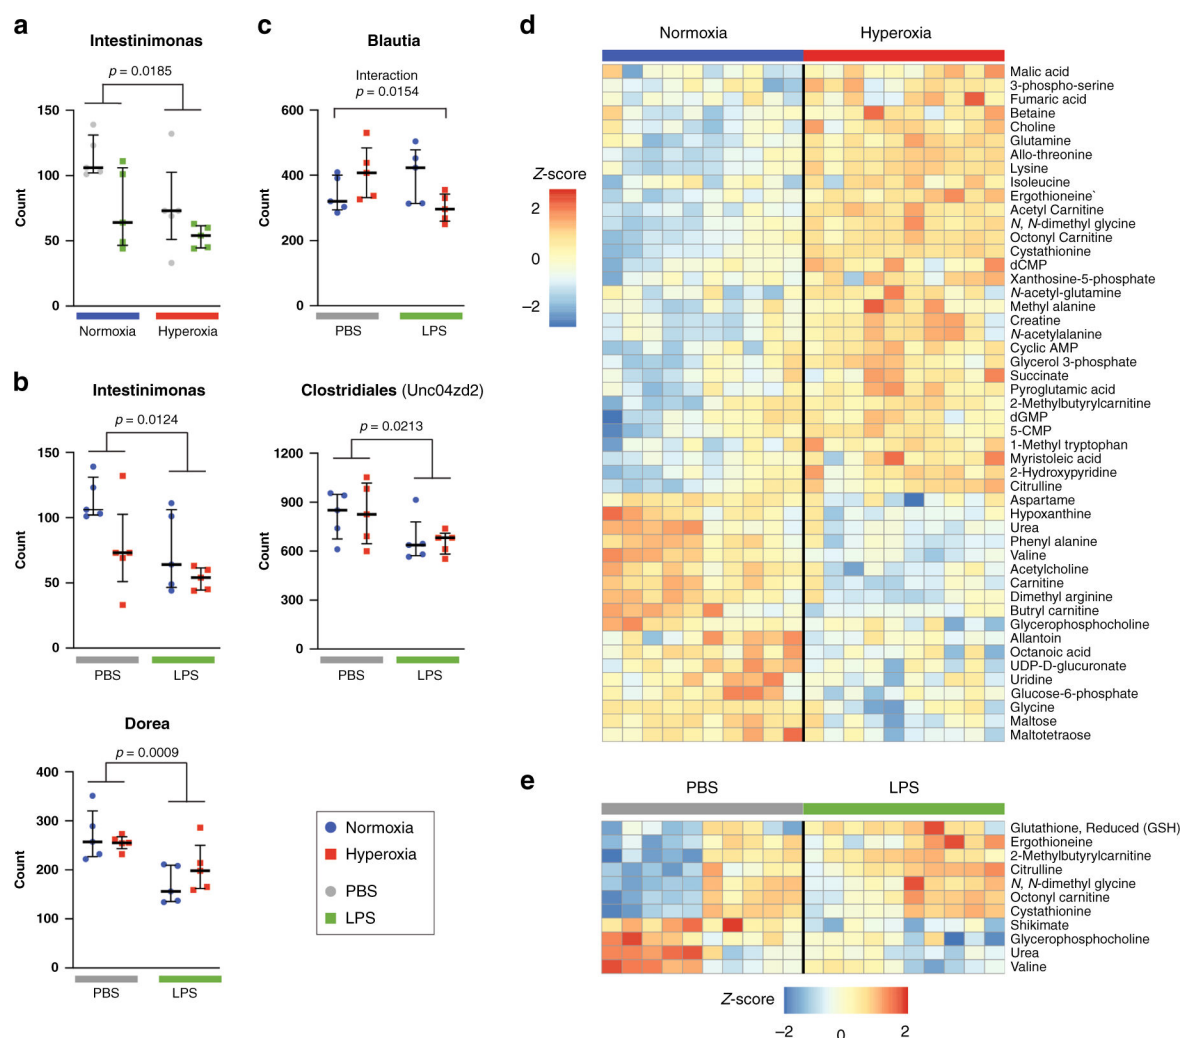 a
Intestinimonas
p = 0.0185
150
100
50
0
Count
Normoxia
Hyperoxia
c
Blautia
Interaction
p = 0.0154
600
400
200
0
Count
PBS
LPS
Z-score
2
0
–2
b
Intestinimonas
p = 0.0124
150
100
50
0
Count
PBS
LPS
Clostridiales (Unc04zd2)
p = 0.0213
1200
900
600
300
0
Count
PBS
LPS
Dorea
p = 0.0009
400
300
200
100
0
Count
PBS
LPS
Normoxia
Hyperoxia
PBS
LPS
d
Normoxia
Hyperoxia
Malic acid
3-phospho-serine
Fumaric acid
Betaine
Choline
Glutamine
Allo-threonine
Lysine
Isoleucine
Ergothioneine`
Acetyl Carnitine
N, N-dimethyl glycine
Octonyl Carnitine
Cystathionine
dCMP
Xanthosine-5-phosphate
N-acetyl-glutamine
Methyl alanine
Creatine
N-acetylalanine
Cyclic AMP
Glycerol 3-phosphate
Succinate
Pyroglutamic acid
2-Methylbutyrylcarnitine
dGMP
5-CMP
1-Methyl tryptophan
Myristoleic acid
2-Hydroxypyridine
Citrulline
Aspartame
Hypoxanthine
Urea
Phenyl alanine
Valine
Acetylcholine
Carnitine
Dimethyl arginine
Butryl carnitine
Glycerophosphocholine
Allantoin
Octanoic acid
UDP-D-glucuronate
Uridine
Glucose-6-phosphate
Glycine
Maltose
Maltotetraose
e
PBS
LPS
Glutathione, Reduced (GSH)
Ergothioneine
2-Methylbutyrylcarnitine
Citrulline
N, N-dimethyl glycine
Octonyl carnitine
Cystathionine
Shikimate
Glycerophosphocholine
Urea
Valine
Z-score
–2
0
2